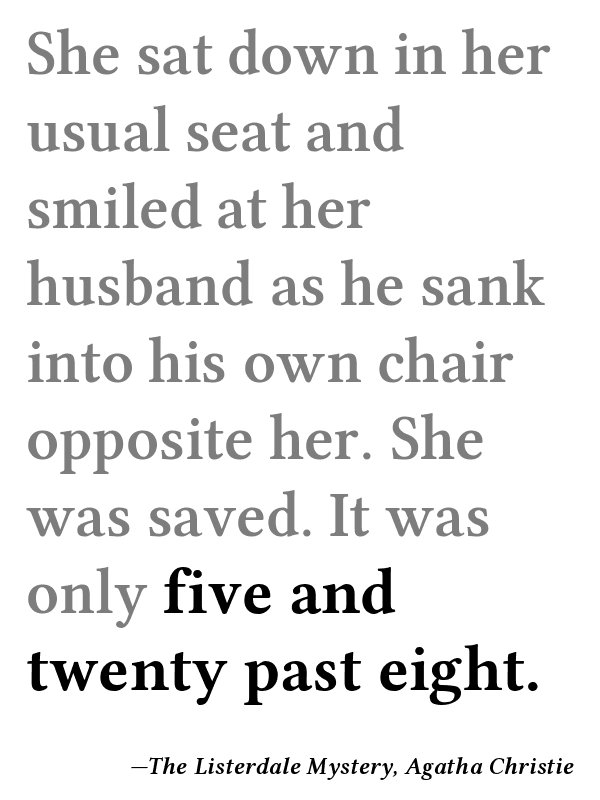 She sat down in her
usual seat and
smiled at her
husband as he sank
into his own chair
opposite her. She
was saved. It was
only five and
twenty past eight.
—The Listerdale Mystery, Agatha Christie